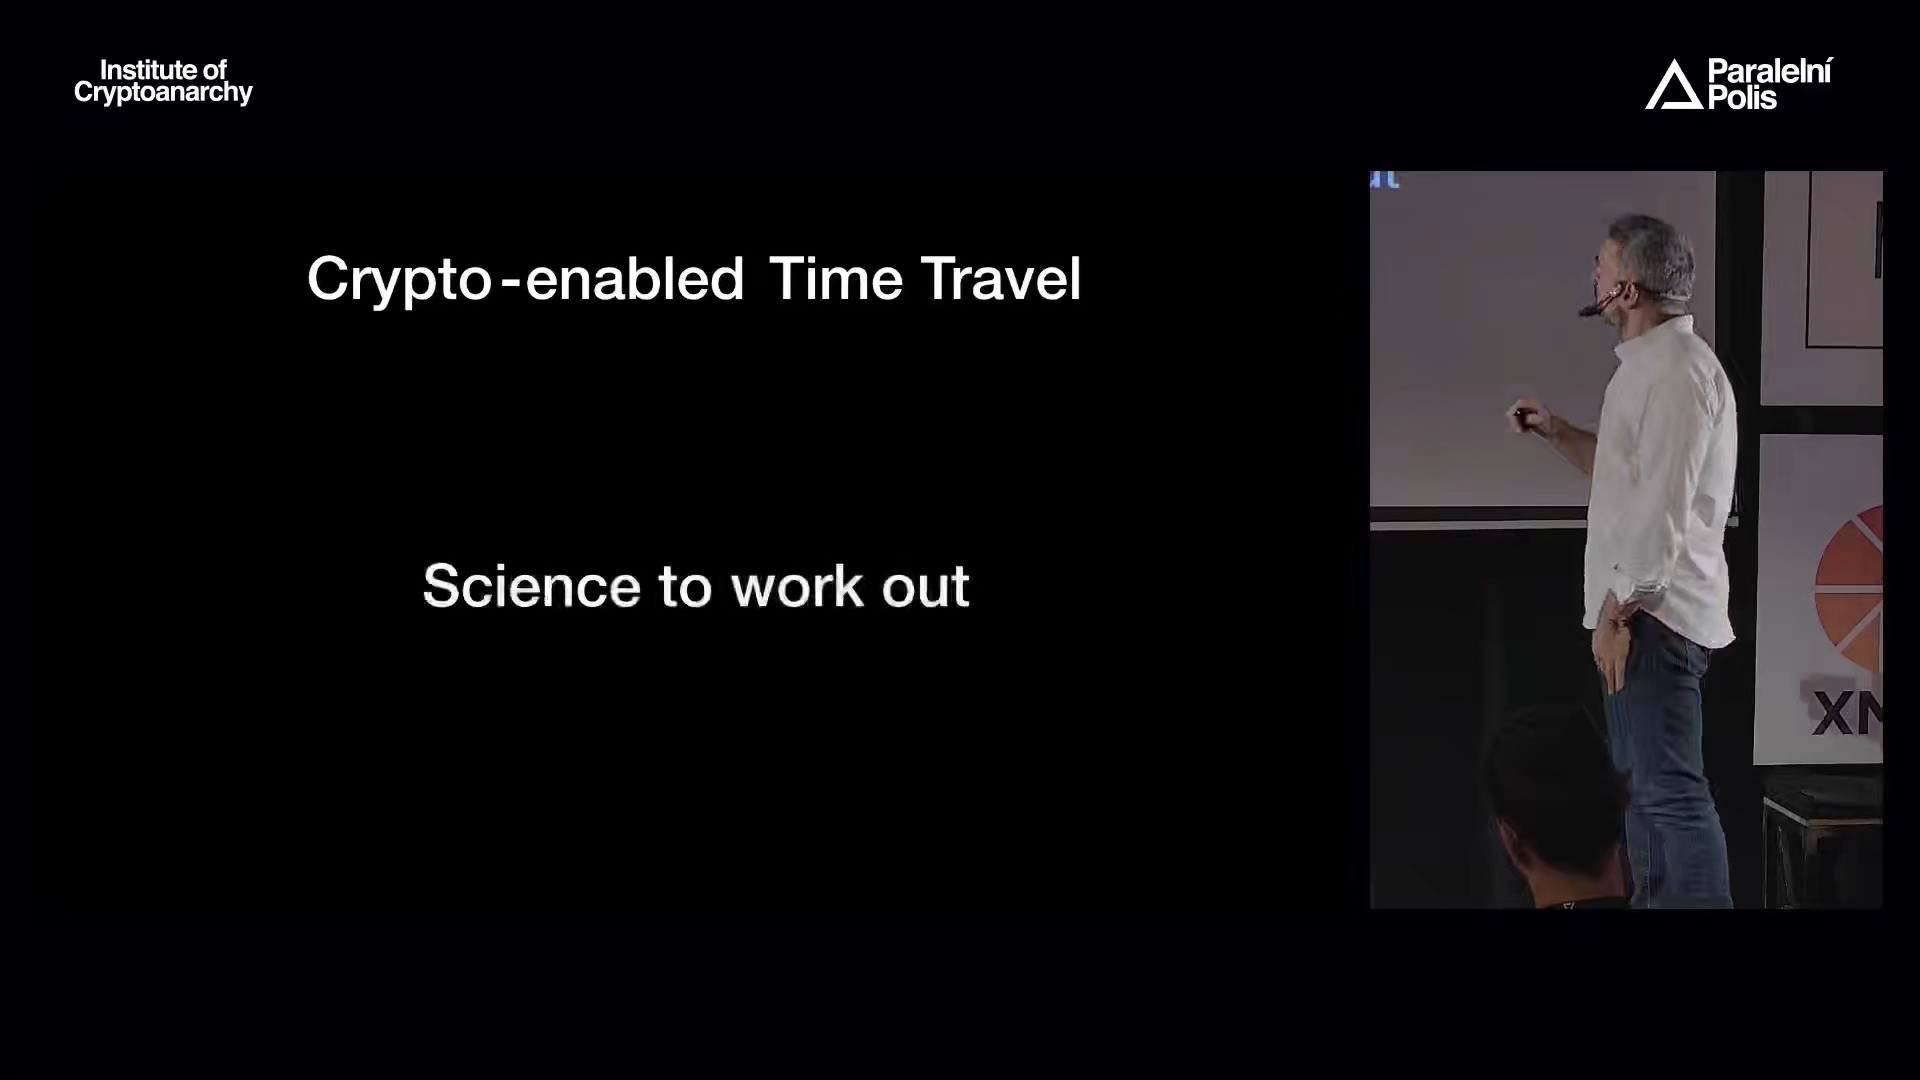 Institute of
Cryptoanarchy
Paralelní
Polis
Crypto-enabled Time Travel
Science to work out